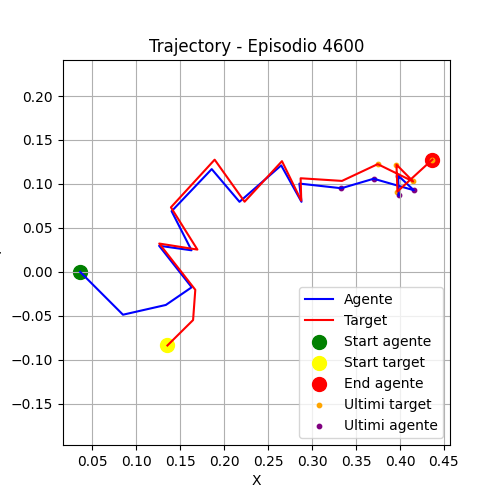 Trajectory - Episodio 4600
0.20
0.15
0.10
0.05
0.00
−0.05
−0.10
−0.15
Agente
Target
Start agente
Start target
End agente
Ultimi target
Ultimi agente
0.05 0.10 0.15 0.20 0.25 0.30 0.35 0.40 0.45
X